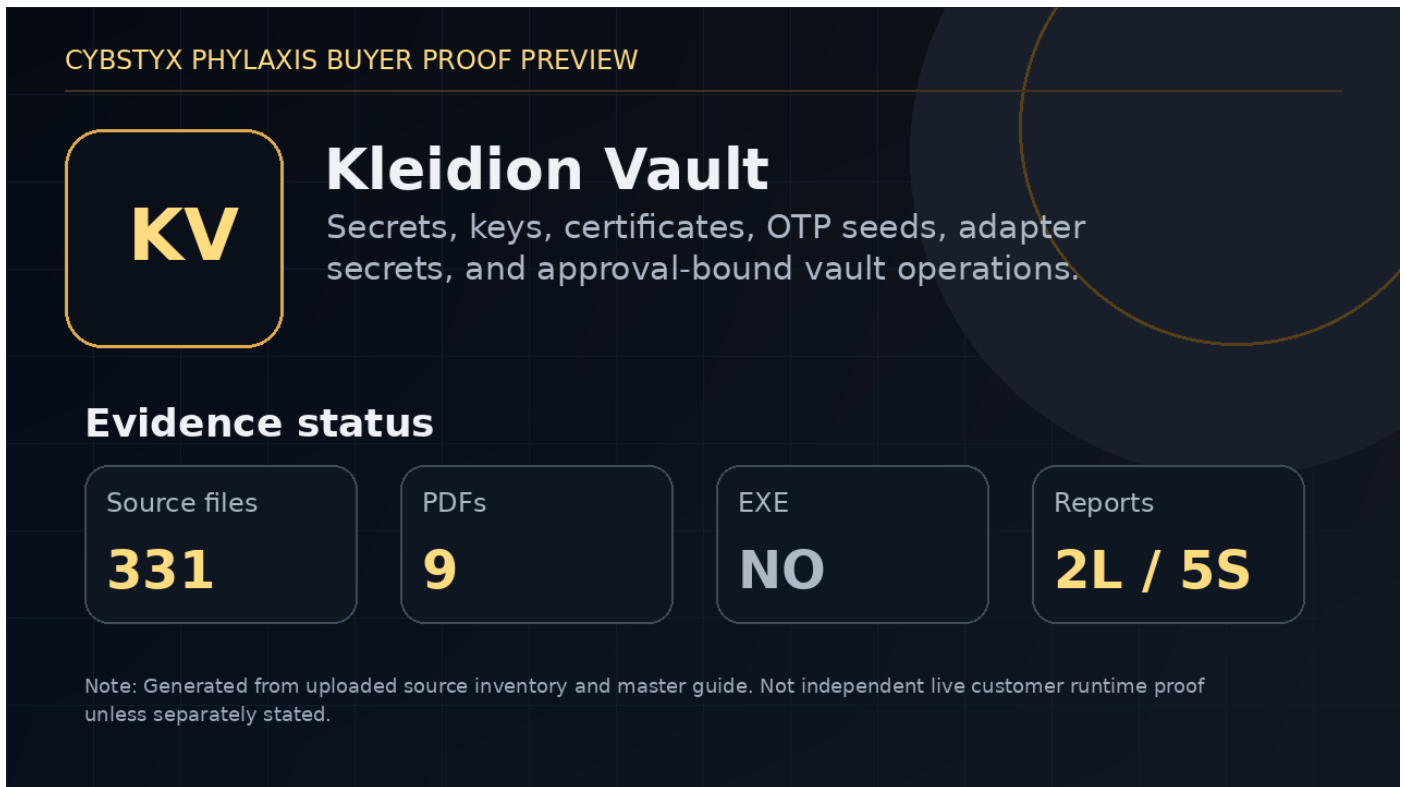 CYBSTYX PHYLAXIS BUYER PROOF PREVIEW
KV
Kleidion Vault
Secrets, keys, certificates, OTP seeds, adapter
secrets, and approval-bound vault operations.
Evidence status
Source files
331
PDFs
9
EXE
NO
Reports
2L / 5S
Note: Generated from uploaded source inventory and master guide. Not independent live customer runtime proof
unless separately stated.